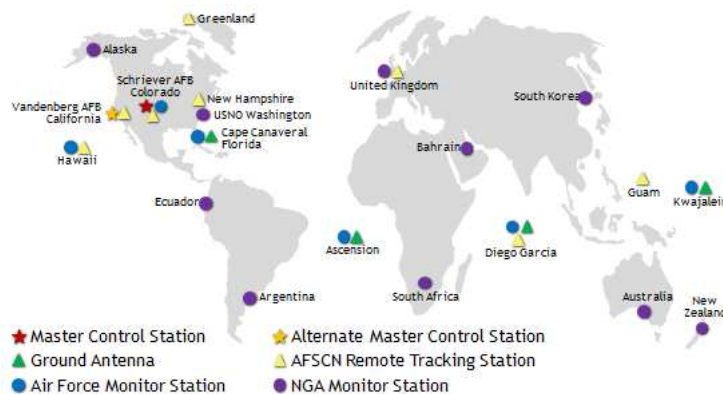 Greenland
Alaska
Schriever AFB
Colorado
Vandenberg AFB
California
New Hampshire
USNO Washington
Cape Canaveral
Florida
Hawaii
United Kingdom
South Korea
Bahrain
Guam
Kwajalein
Ecuador
Ascension
Diego Garcia
Argentina
South Africa
Australia
New
Zealand
Master Control Station
Alternate Master Control Station
Ground Antenna
AFSCN Remote Tracking Station
Air Force Monitor Station
NGA Monitor Station